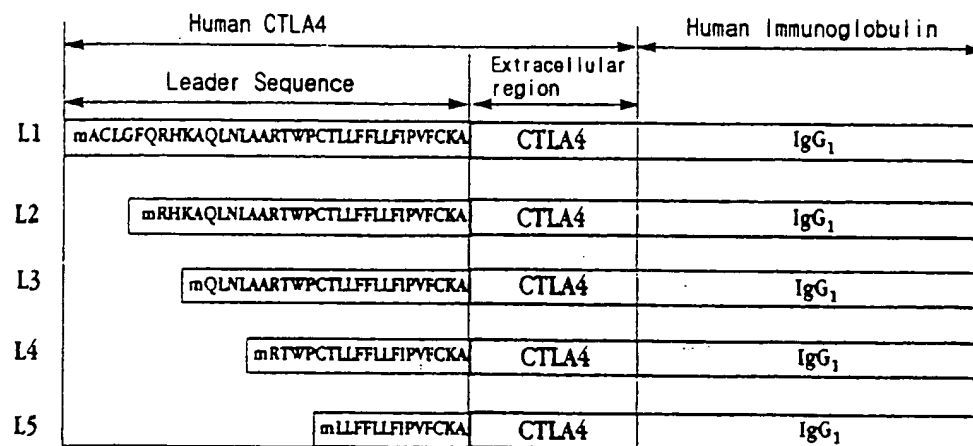 Human CTLA4 Human Immunoglobulin
Leader Sequence Extracellular region
L1 mACLGFQRHKAQLNLAARTWPCTLLFFLLFIPVFCKA CTLA4 IgG1
L2 mRHKAQLNLAARTWPCTLLFFLLFIPVFCKA CTLA4 IgG1
L3 mQLNLAARTWPCTLLFFLLFIPVFCKA CTLA4 IgG1
L4 mRTWPCTLLFFLLFIPVFCKA CTLA4 IgG1
L5 mLLFFLLFIPVFCKA CTLA4 IgG1